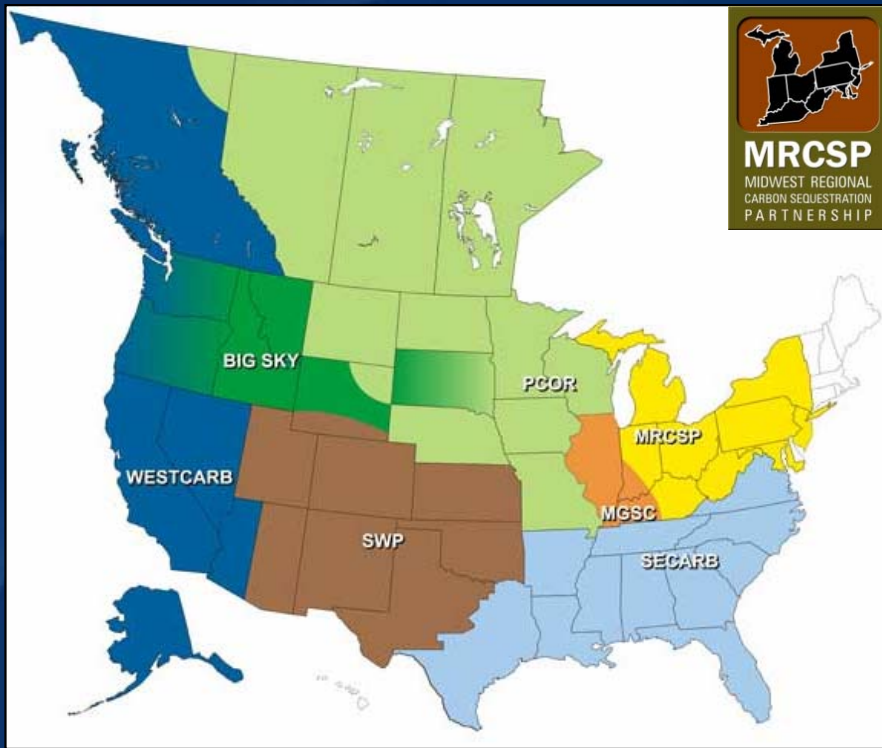 MRCSP
MIDWEST REGIONAL
CARBON SEQUESTRATION
PARTNERSHIP
BIG SKY
PCOR
MRCSP
WESTCARB
MGSC
SWP
SECARB